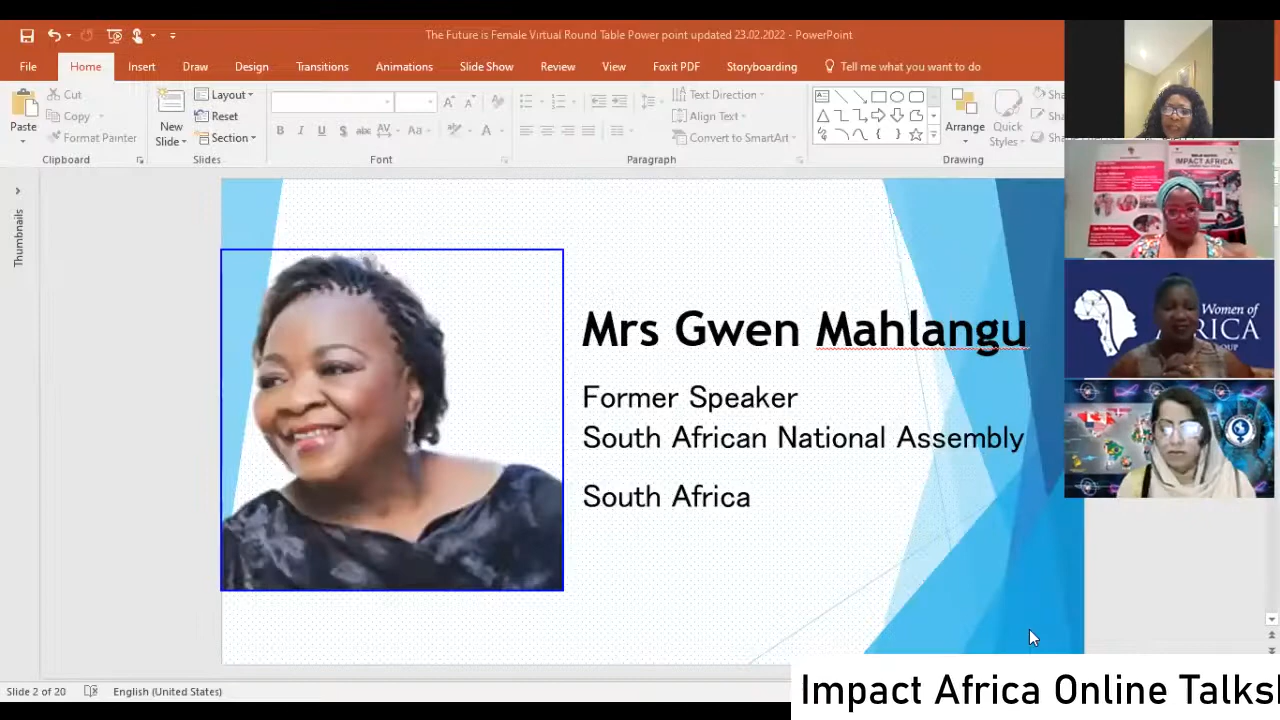 The Future is Female Virtual Round Table Power point updated 23.02.2022 - PowerPoint
File Home Insert Draw Design Transitions Animations Slide Show Review View Foxit PDF Storyboarding Tell me what you want to do
Paste
Cut
Copy
Format Painter
Clipboard
New
Slide
Layout
Reset
Section
Slides
Font
Text Direction
Align Text
Convert to SmartArt
Paragraph
Arrange
Quick
Styles
Sha
Sha
Sha
Drawing
Thumbnails
IMPACT AFRICA
Women of
AFRICA
Mrs Gwen Mahlangu
Former Speaker
South African National Assembly
South Africa
Slide 2 of 20 English (United States)
Impact Africa Online Talks